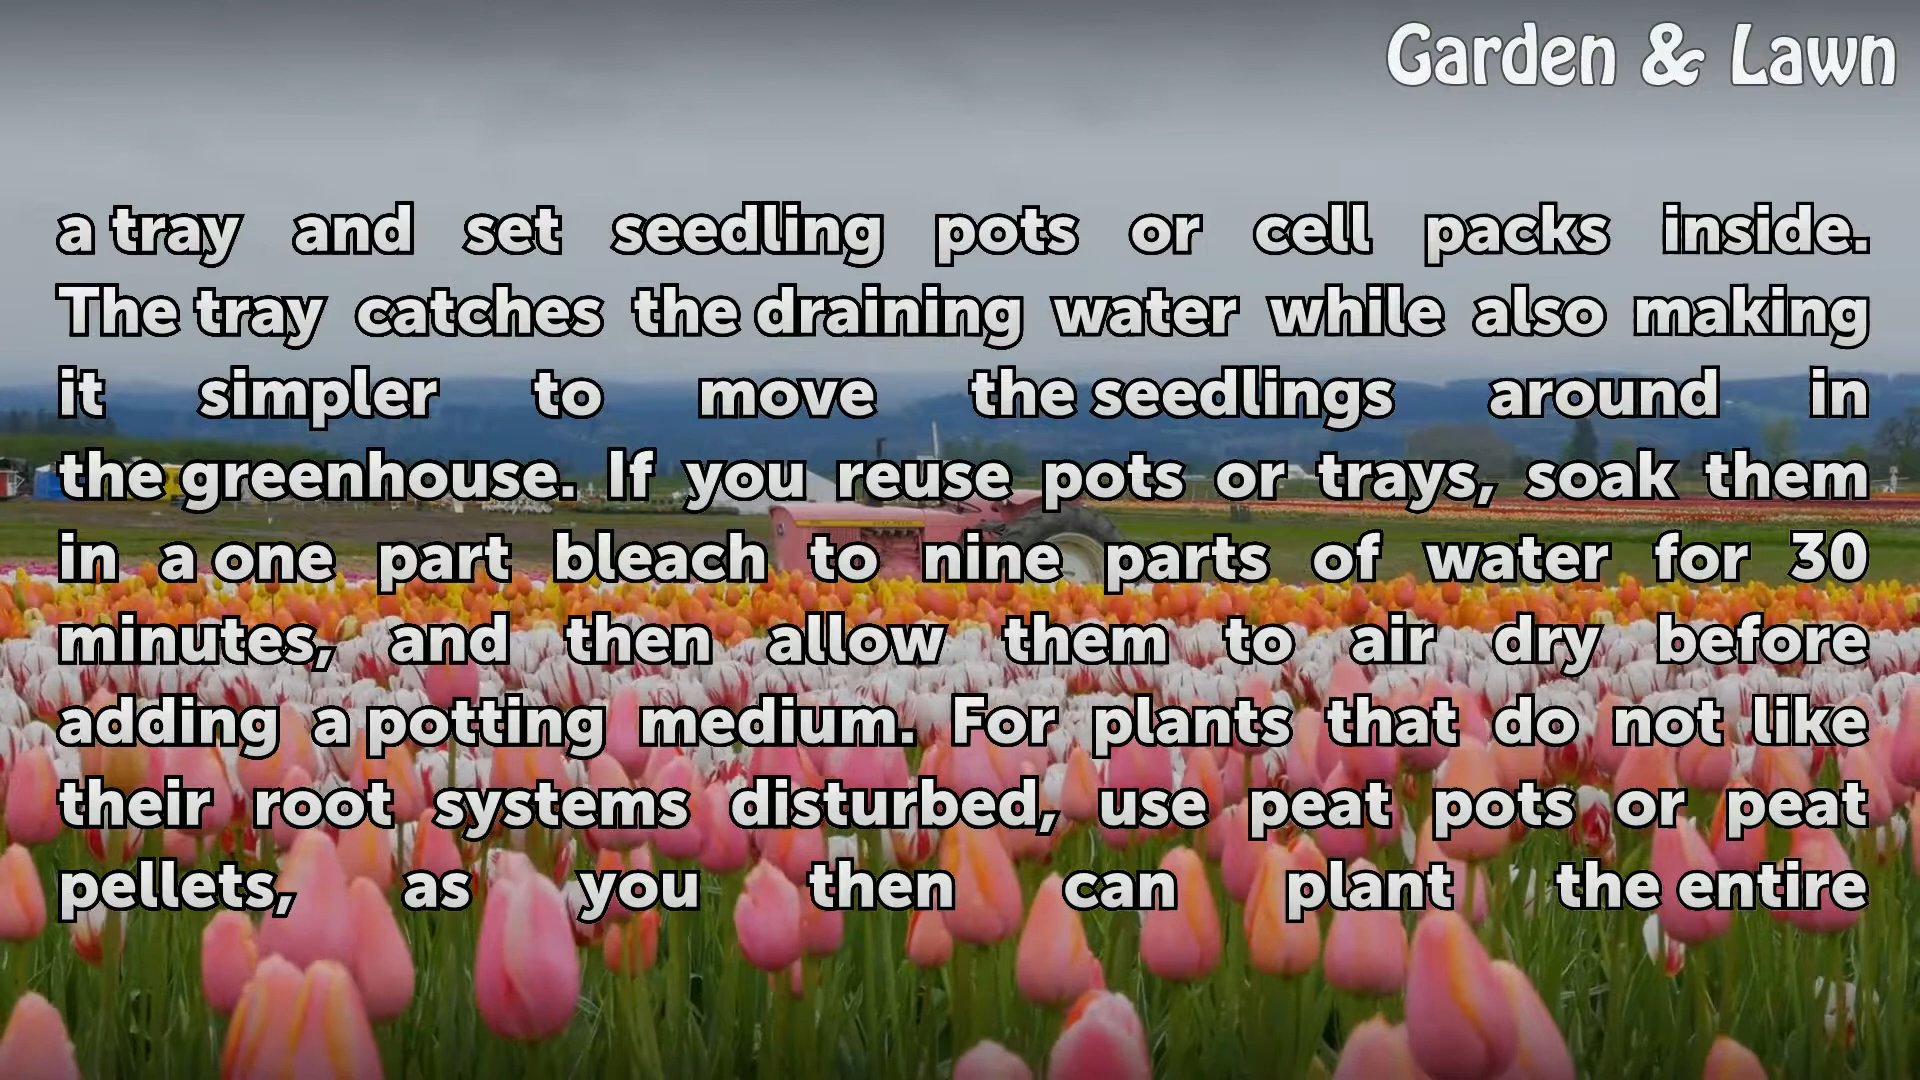 Garden & Lawn
a tray and set seedling pots or cell packs inside.
The tray catches the draining water while also making
it simpler to move the seedlings around in
the greenhouse. If you reuse pots or trays, soak them
in a one part bleach to nine parts of water for 30
minutes, and then allow them to air dry before
adding a potting medium. For plants that do not like
their root systems disturbed, use peat pots or peat
pellets, as you then can plant the entire